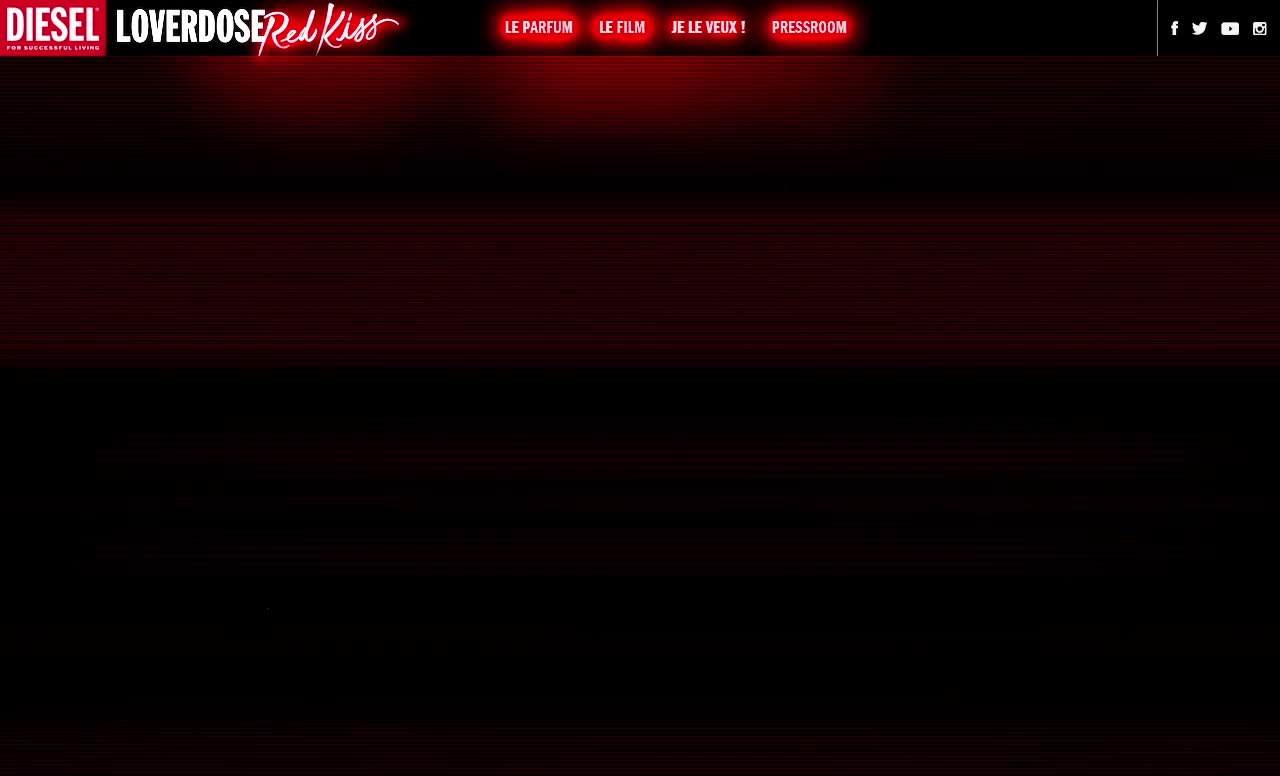 DIESEL
FOR SUCCESSFUL LIVING
LOVERDOSE Red Kiss
LE PARFUM
LE FILM
JE LE VEUX !
PRESSROOM